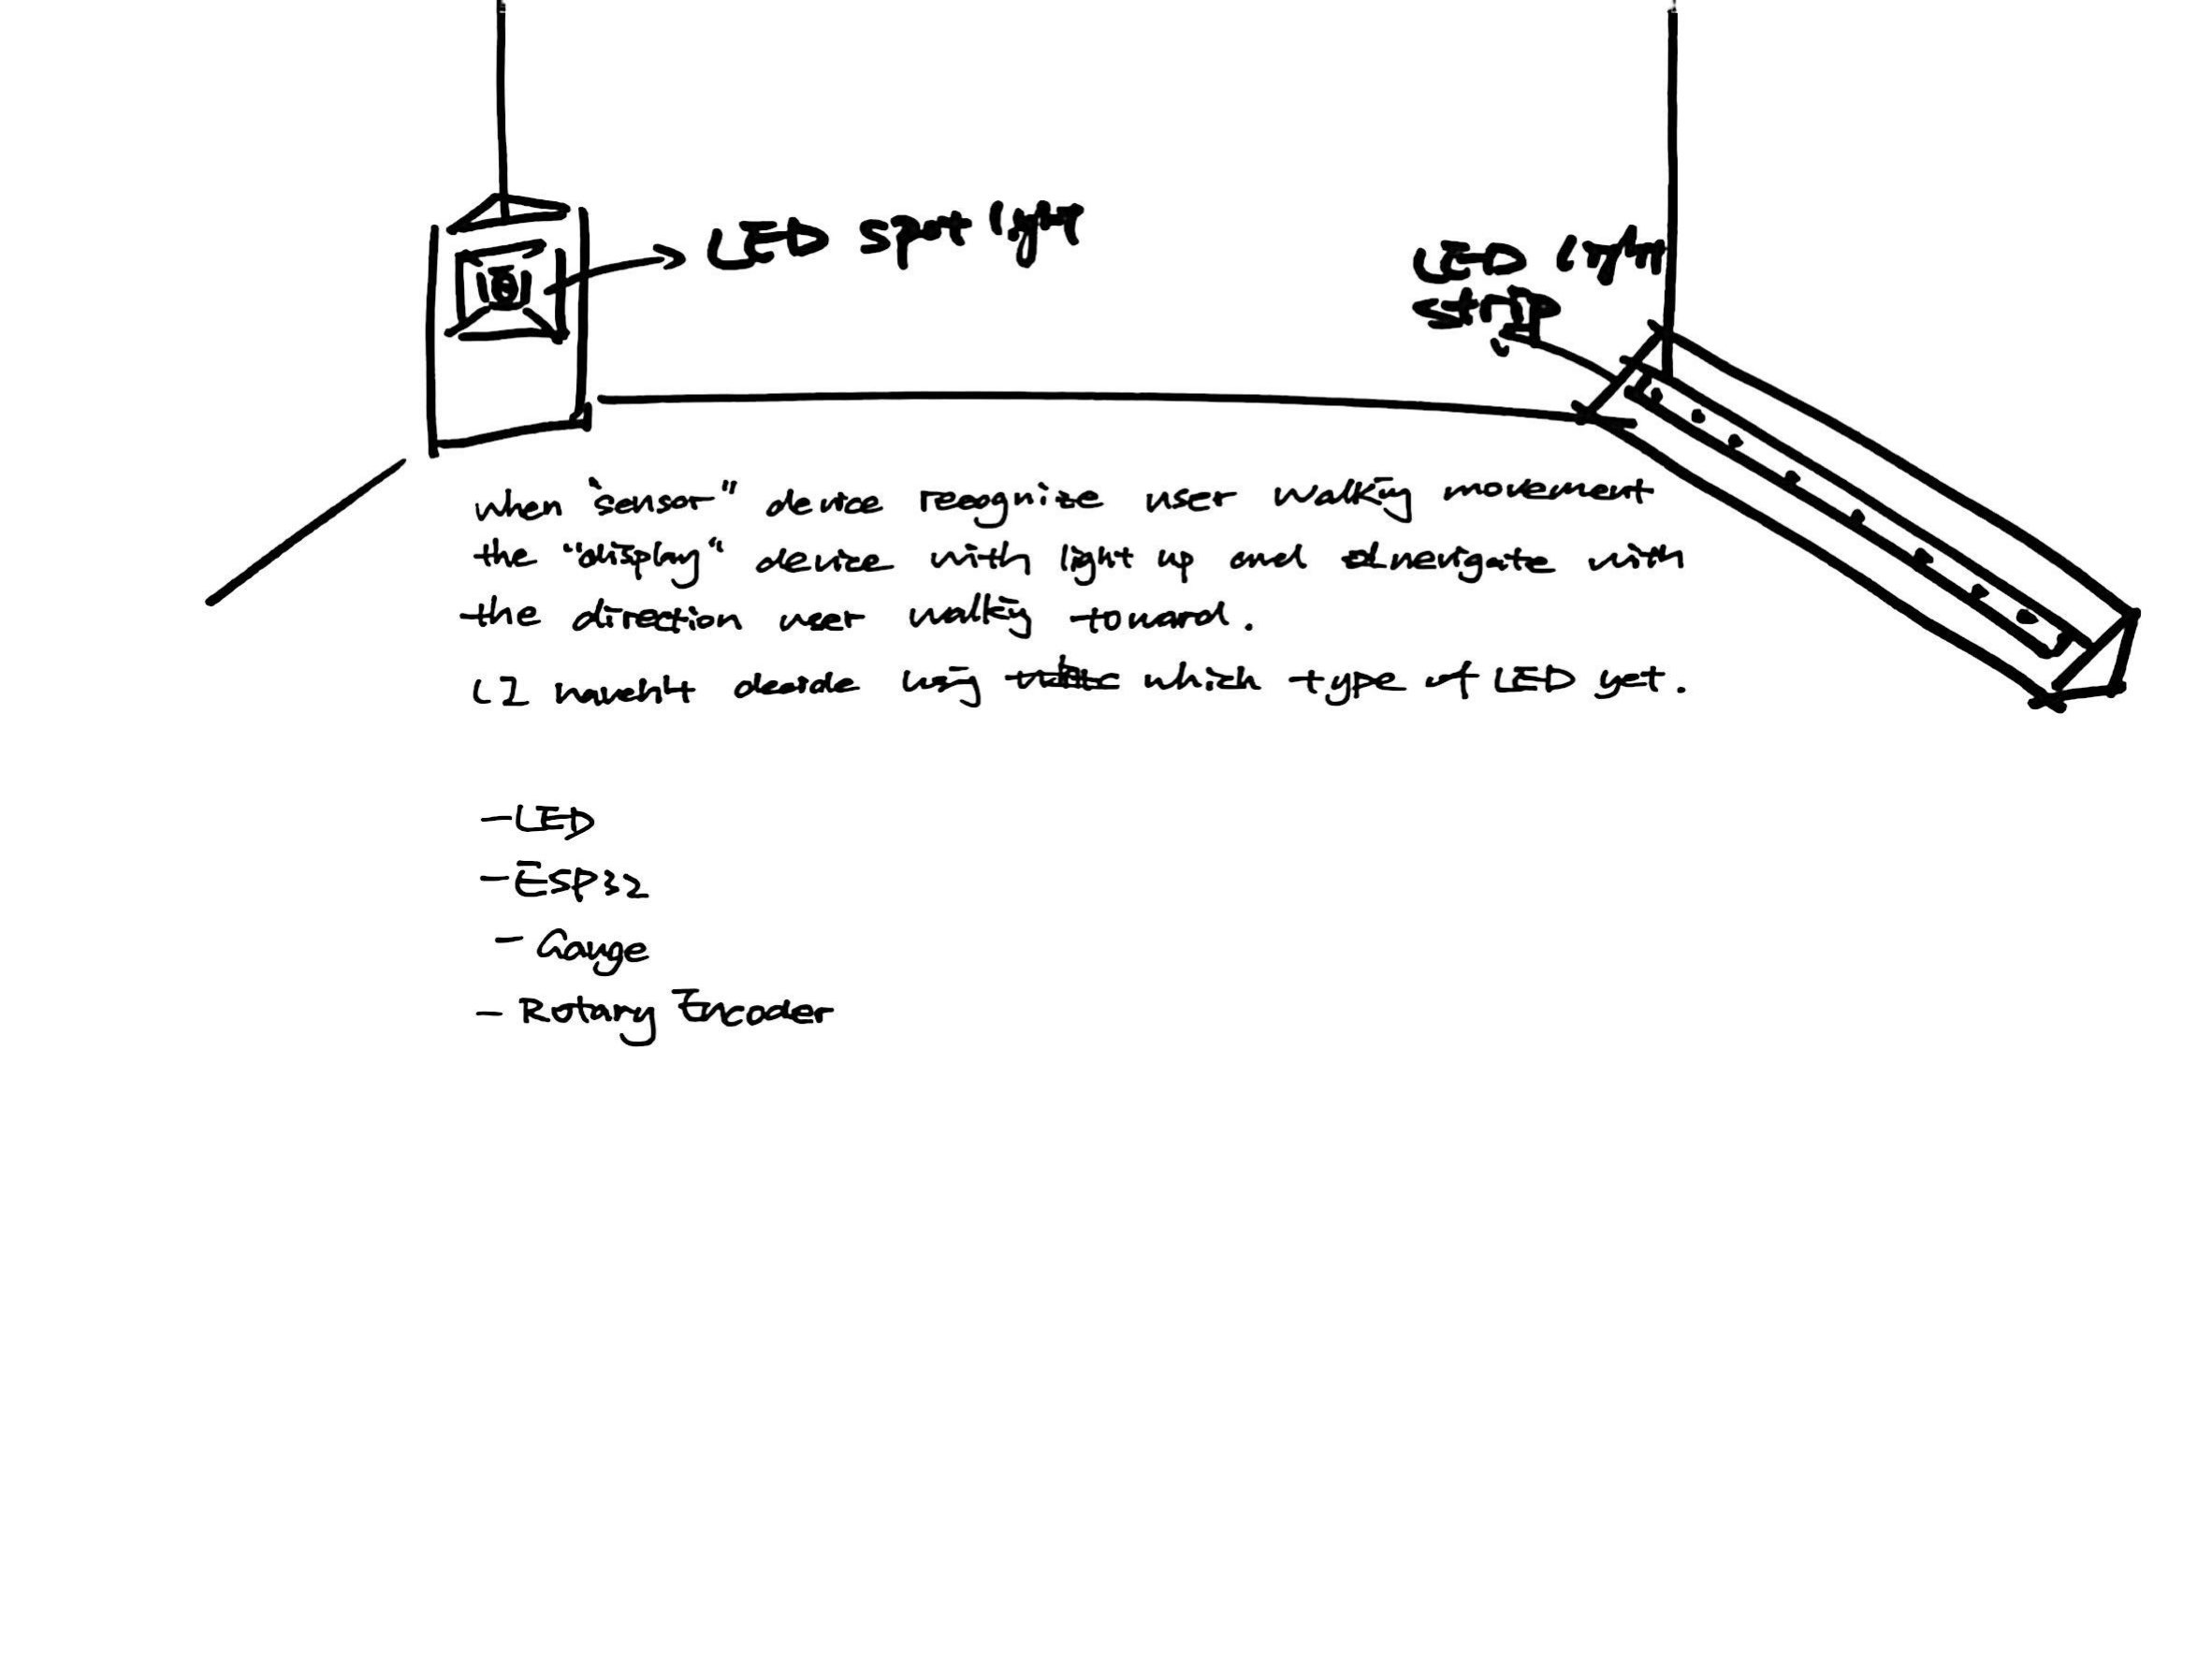 LED spot light
LED light
strip
when "sensor" device recognize user walking movement
the "display" device with light up and nevigate with
the direction user walking toward.
( I haven't decide using which type of LED yet.
- LED
- ESP32
- Gauge
- Rotary Encoder